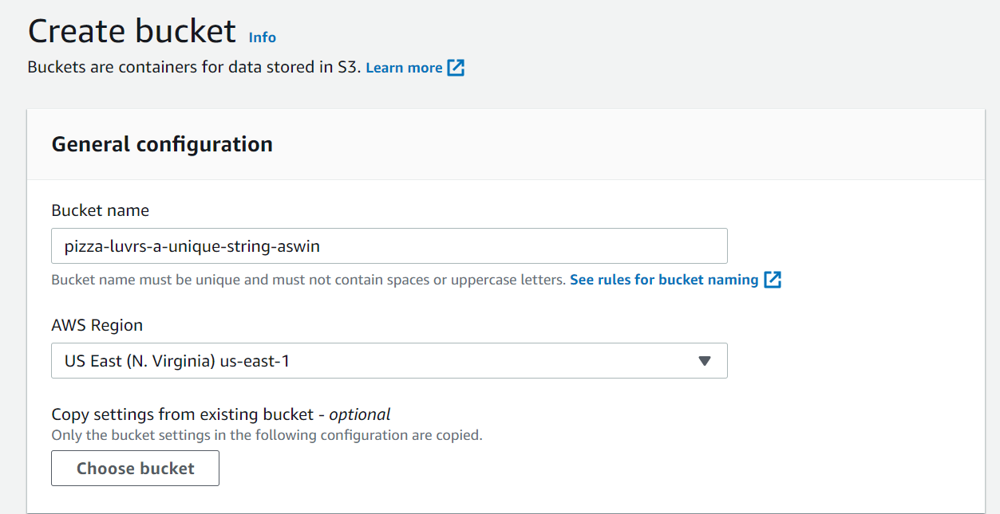 Create bucket Info
Buckets are containers for data stored in S3. Learn more
General configuration
Bucket name
pizza-luvrs-a-unique-string-aswin
Bucket name must be unique and must not contain spaces or uppercase letters. See rules for bucket naming
AWS Region
US East (N. Virginia) us-east-1
Copy settings from existing bucket - optional
Only the bucket settings in the following configuration are copied.
Choose bucket